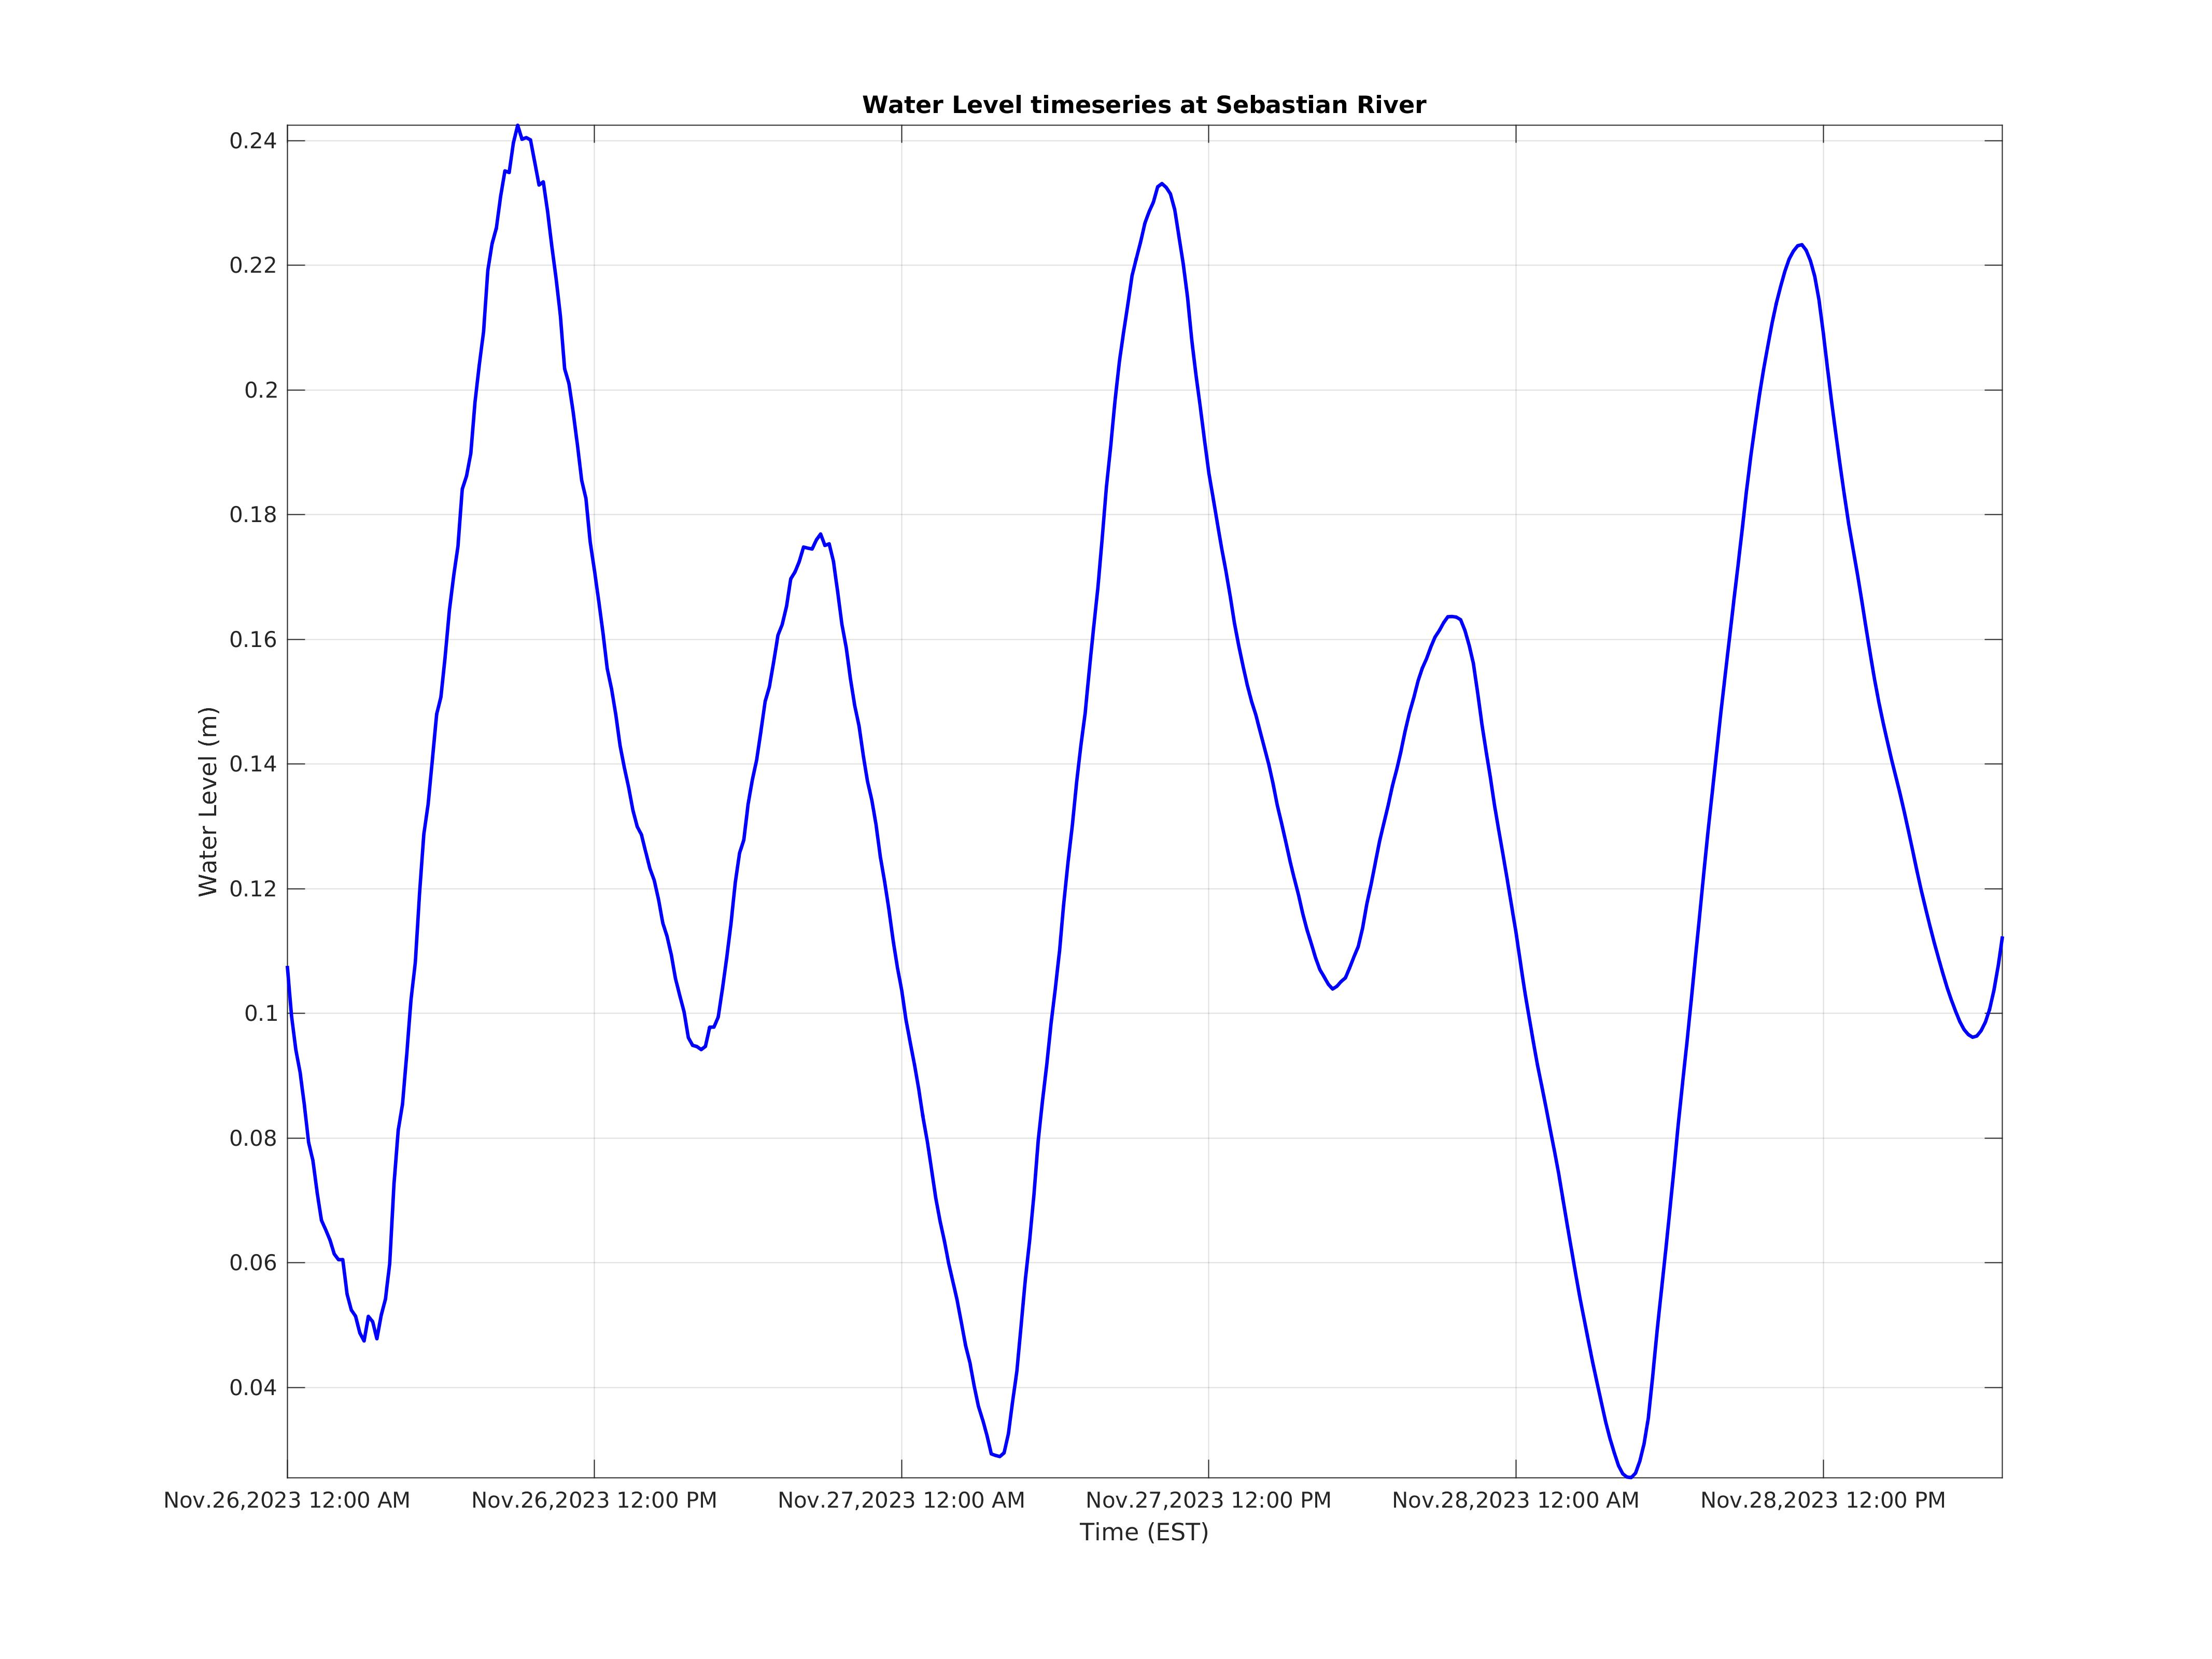 Water Level timeseries at Sebastian River
0.24
0.22
0.2
0.18
0.16
0.14
0.12
0.1
0.08
0.06
0.04
Water Level (m)
Nov.26,2023 12:00 AM
Nov.26,2023 12:00 PM
Nov.27,2023 12:00 AM
Nov.27,2023 12:00 PM
Nov.28,2023 12:00 AM
Nov.28,2023 12:00 PM
Time (EST)